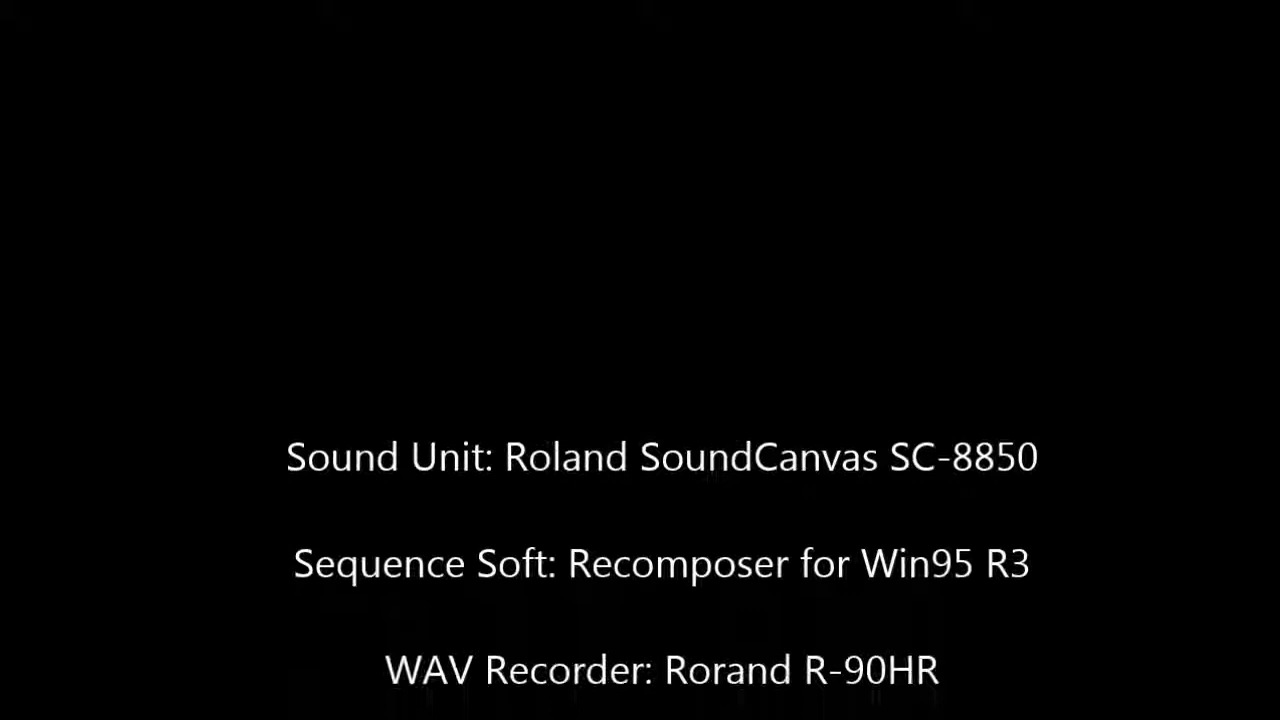 Sound Unit: Roland SoundCanvas SC-8850
Sequence Soft: Recomposer for Win95 R3
WAV Recorder: Rorand R-90HR